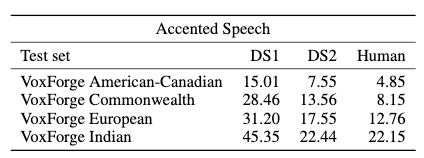 Accented Speech
Test set DS1 DS2 Human
VoxForge American-Canadian 15.01 7.55 4.85
VoxForge Commonwealth 28.46 13.56 8.15
VoxForge European 31.20 17.55 12.76
VoxForge Indian 45.35 22.44 22.15